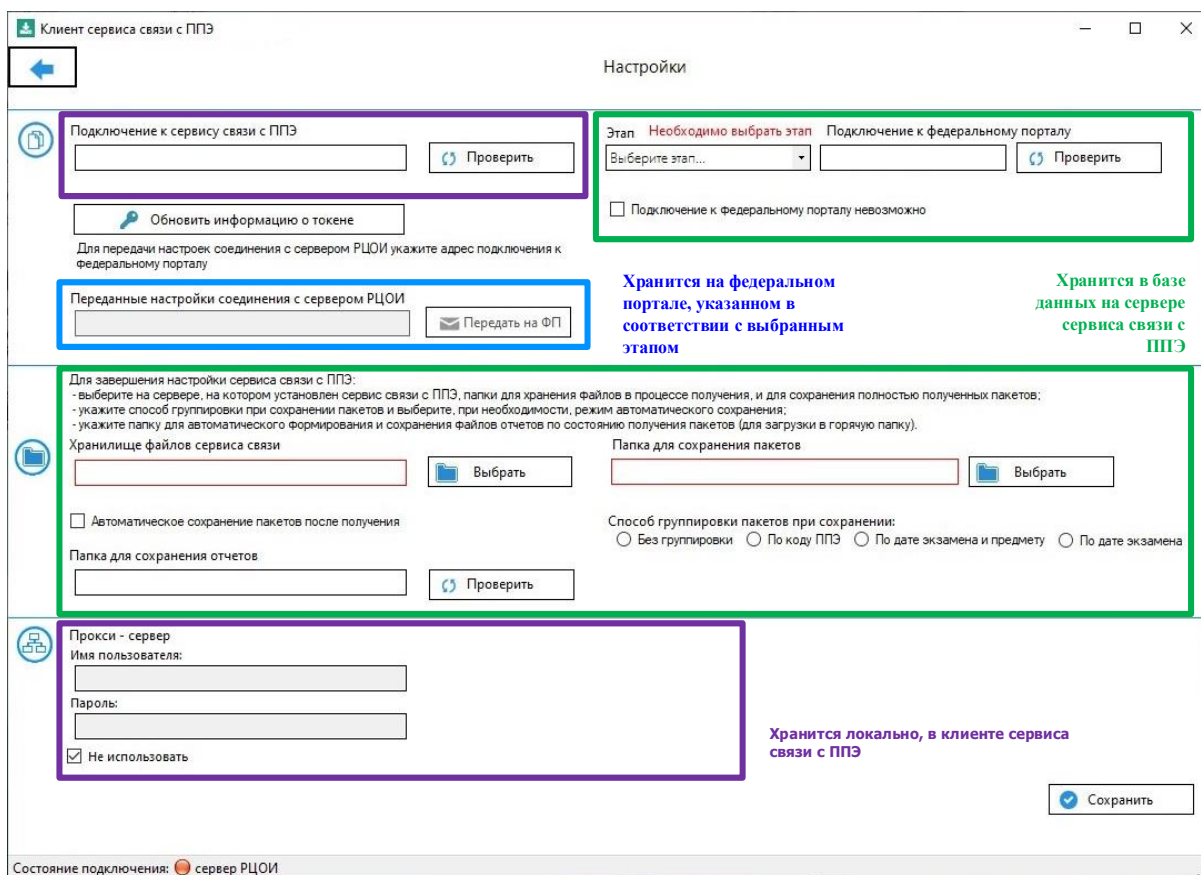 Клиент сервиса связи с ППЭ
Настройки
Подключение к сервису связи с ППЭ
Проверить
Этап Необходимо выбрать этап Подключение к федеральному порталу
Выберите этап...
Проверить
Подключение к федеральному порталу невозможно
Обновить информацию о токене
Для передачи настроек соединения с сервером РЦОИ укажите адрес подключения к
федеральному порталу
Переданные настройки соединения с сервером РЦОИ
Передать на ФП
Хранится на федеральном
портале, указанном в
соответствии с выбранным
этапом
Хранится в базе
данных на сервере
сервиса связи с
ППЭ
Для завершения настройки сервиса связи с ППЭ:
- выберите на сервере, на котором установлен сервис связи с ППЭ, папки для хранения файлов в процессе получения, и для сохранения полностью полученных пакетов;
- укажите способ группировки при сохранении пакетов и выберите, при необходимости, режим автоматического сохранения;
- укажите папку для автоматического формирования и сохранения файлов отчетов по состоянию получения пакетов (для загрузки в горячую папку).
Хранилище файлов сервиса связи
Выбрать
Папка для сохранения пакетов
Выбрать
Автоматическое сохранение пакетов после получения
Способ группировки пакетов при сохранении:
Без группировки По коду ППЭ По дате экзамена и предмету По дате экзамена
Папка для сохранения отчетов
Проверить
Прокси - сервер
Имя пользователя:
Пароль:
Не использовать
Хранится локально, в клиенте сервиса
связи с ППЭ
Сохранить
Состояние подключения: сервер РЦОИ